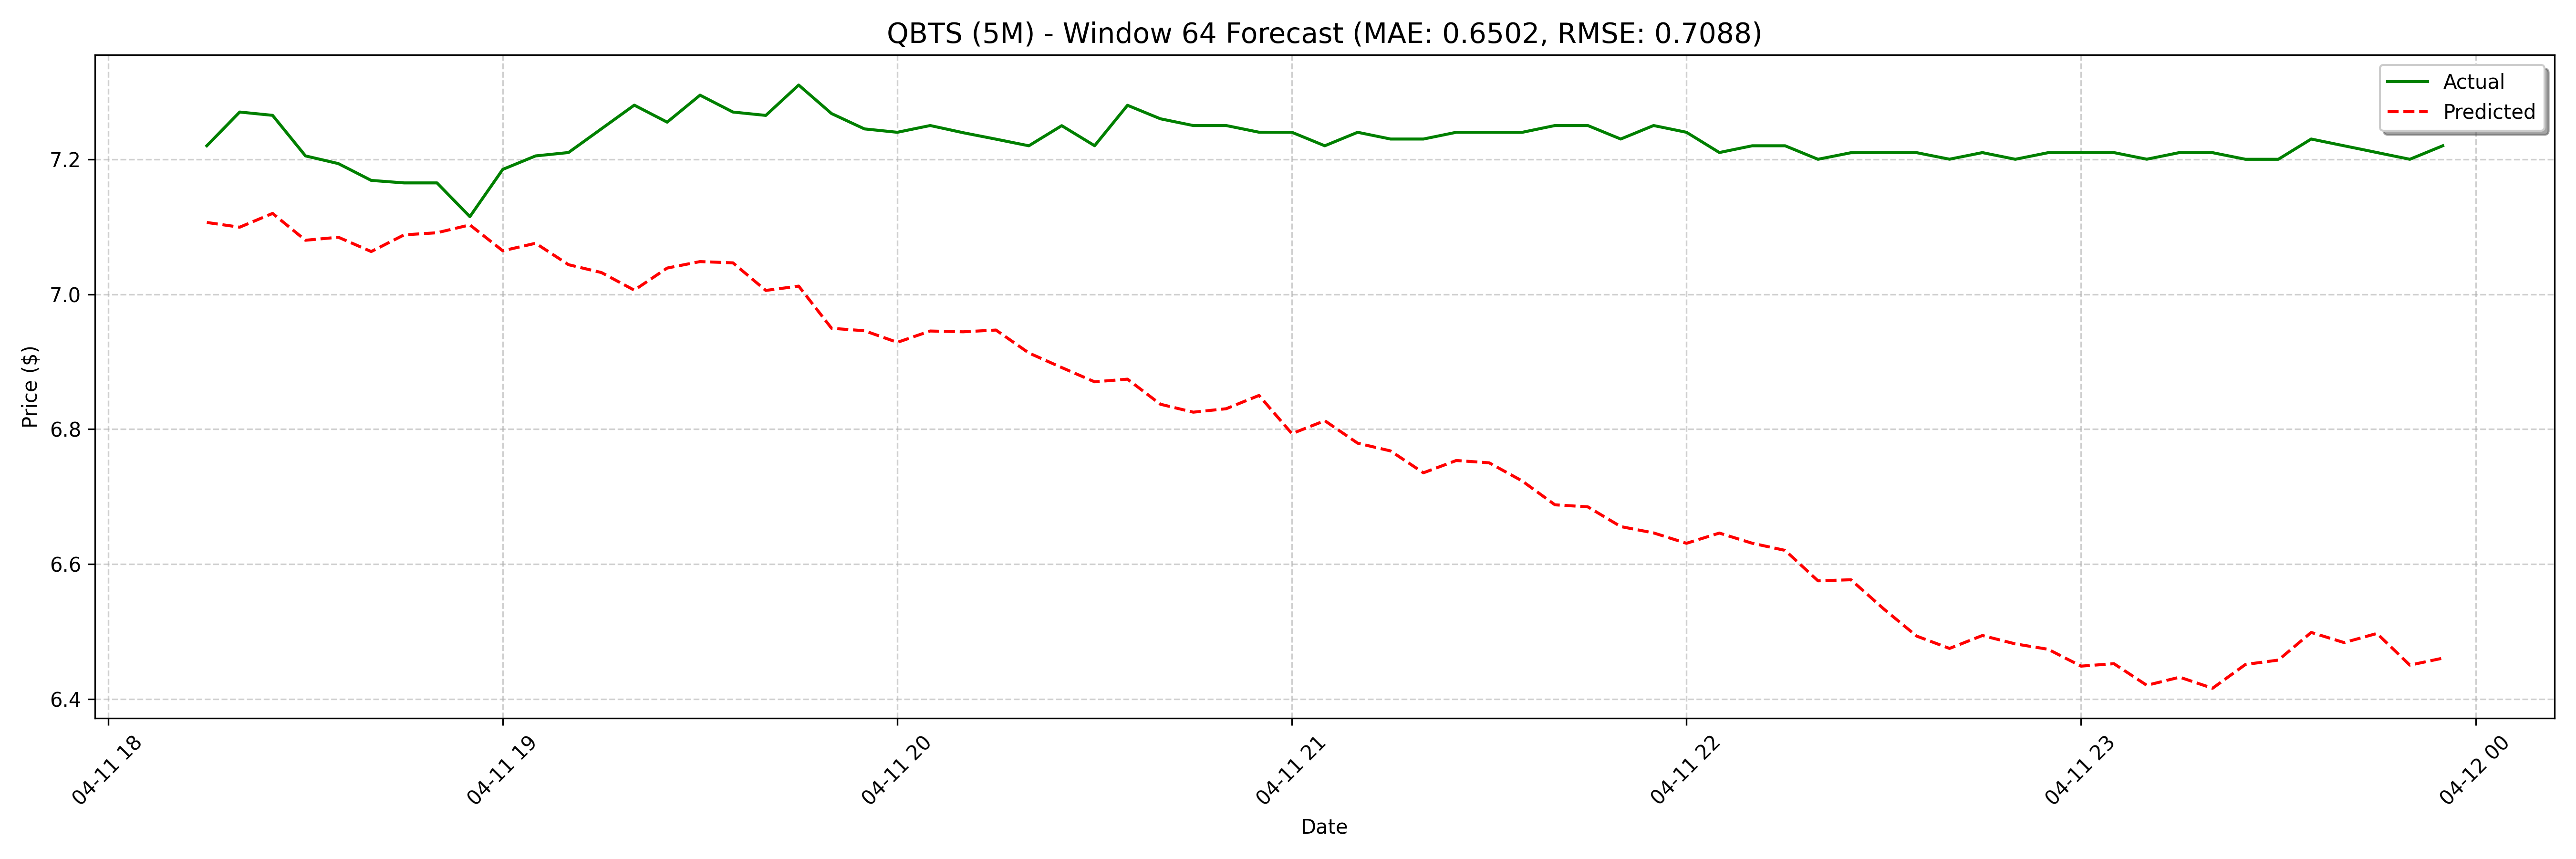 QBTS (5M) - Window 64 Forecast (MAE: 0.6502, RMSE: 0.7088)
Actual
Predicted
Price ($)
7.2
7.0
6.8
6.6
6.4
04-11 18
04-11 19
04-11 20
04-11 21
04-11 22
04-11 23
04-12 00
Date